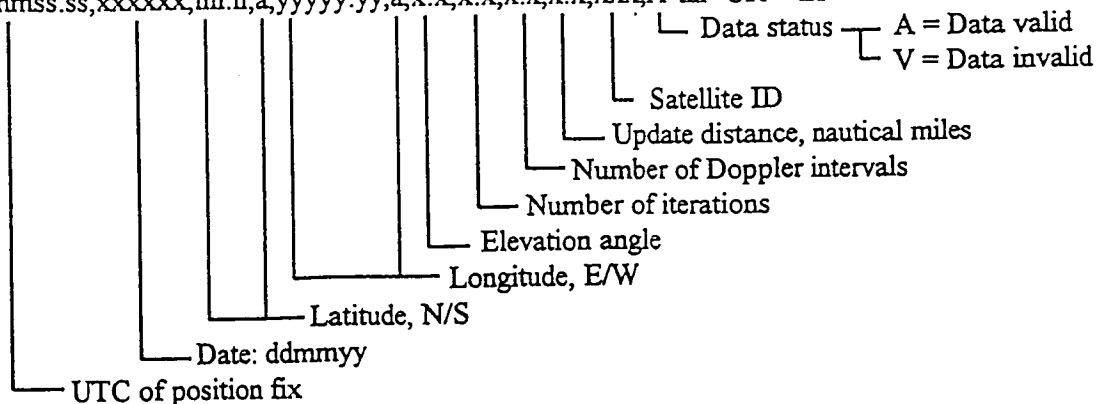 Data status
A = Data valid
V = Data invalid
Satellite ID
Update distance, nautical miles
Number of Doppler intervals
Number of iterations
Elevation angle
Longitude, E/W
Latitude, N/S
Date: ddmmyy
UTC of position fix